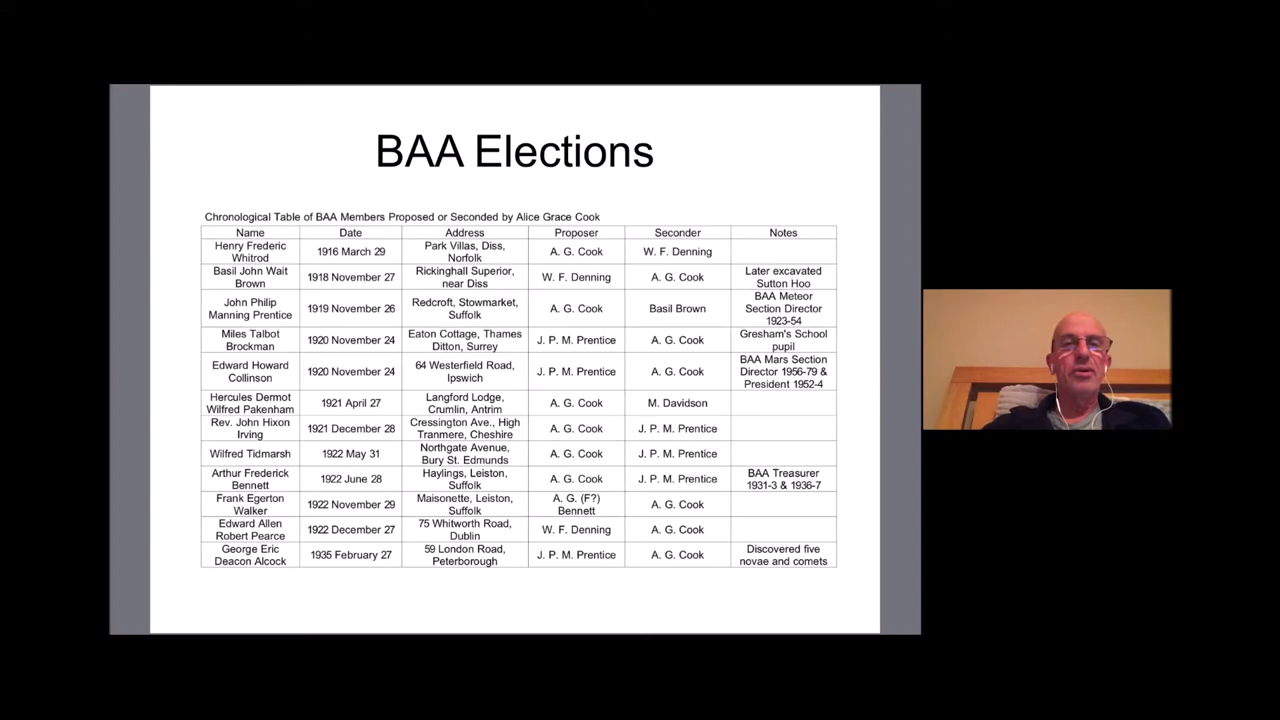 BAA Elections
Chronological Table of BAA Members Proposed or Seconded by Alice Grace Cook
Name Date Address Proposer Seconder Notes
Henry Frederic Whitrod 1916 March 29 Park Villas, Diss, Norfolk A. G. Cook W. F. Denning
Basil John Wait Brown 1918 November 27 Rickinghall Superior, near Diss W. F. Denning A. G. Cook Later excavated Sutton Hoo
John Philip Manning Prentice 1919 November 26 Redcroft, Stowmarket, Suffolk A. G. Cook Basil Brown BAA Meteor Section Director 1923-54
Miles Talbot Brockman 1920 November 24 Eaton Cottage, Thames Ditton, Surrey J. P. M. Prentice A. G. Cook Gresham's School pupil
Edward Howard Collinson 1920 November 24 64 Westerfield Road, Ipswich J. P. M. Prentice A. G. Cook BAA Mars Section Director 1956-79 & President 1952-4
Hercules Dermot Wilfred Pakenham 1921 April 27 Langford Lodge, Crumlin, Antrim A. G. Cook M. Davidson
Rev. John Hixon Irving 1921 December 28 Cressington Ave., High Tranmere, Cheshire A. G. Cook J. P. M. Prentice
Wilfred Tidmarsh 1922 May 31 Northgate Avenue, Bury St. Edmunds A. G. Cook J. P. M. Prentice
Arthur Frederick Bennett 1922 June 28 Haylings, Leiston, Suffolk A. G. Cook J. P. M. Prentice BAA Treasurer 1931-3 & 1936-7
Frank Egerton Walker 1922 November 29 Maisonette, Leiston, Suffolk A. G. (F?) Bennett A. G. Cook
Edward Allen Robert Pearce 1922 December 27 75 Whitworth Road, Dublin W. F. Denning A. G. Cook
George Eric Deacon Alcock 1935 February 27 59 London Road, Peterborough J. P. M. Prentice A. G. Cook Discovered five novae and comets